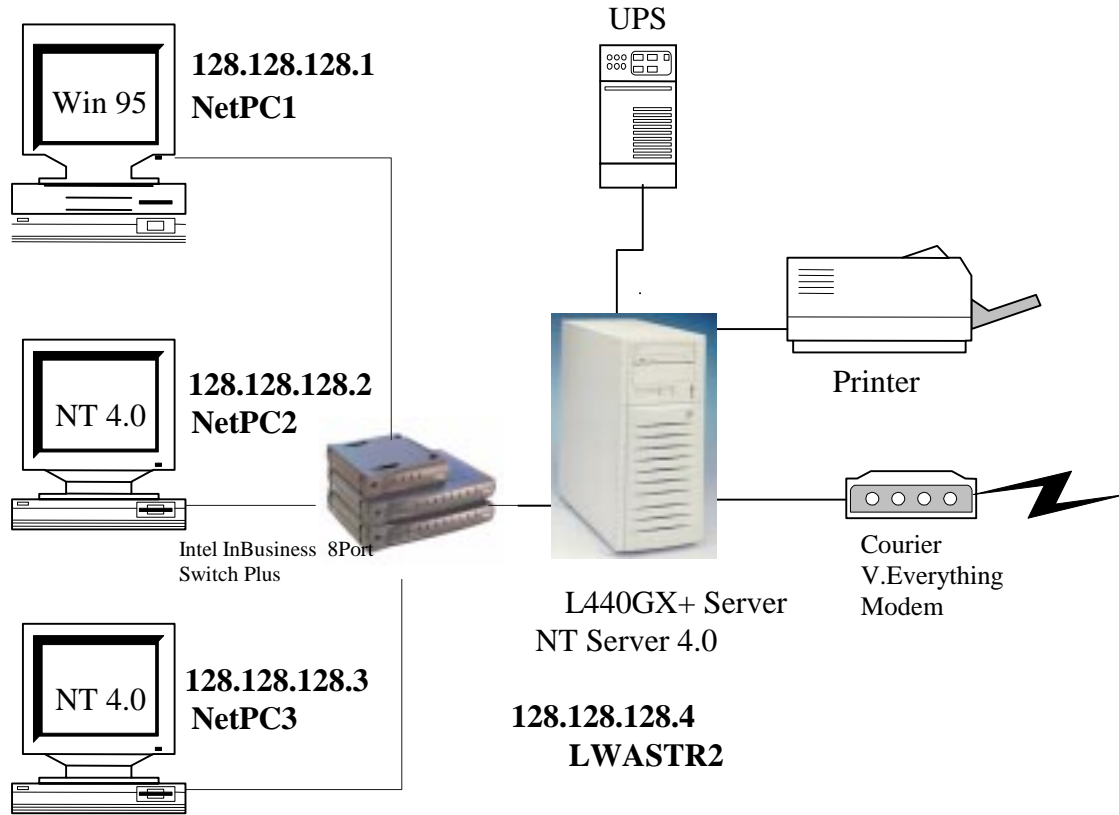 UPS
128.128.128.1
Win 95
NetPC1
Printer
128.128.128.2
NT 4.0
NetPC2
Intel InBusiness 8Port
Switch Plus
Courier
V.Everything
Modem
L440GX+ Server
NT Server 4.0
128.128.128.3
NT 4.0
NetPC3
128.128.128.4
LWASTR2